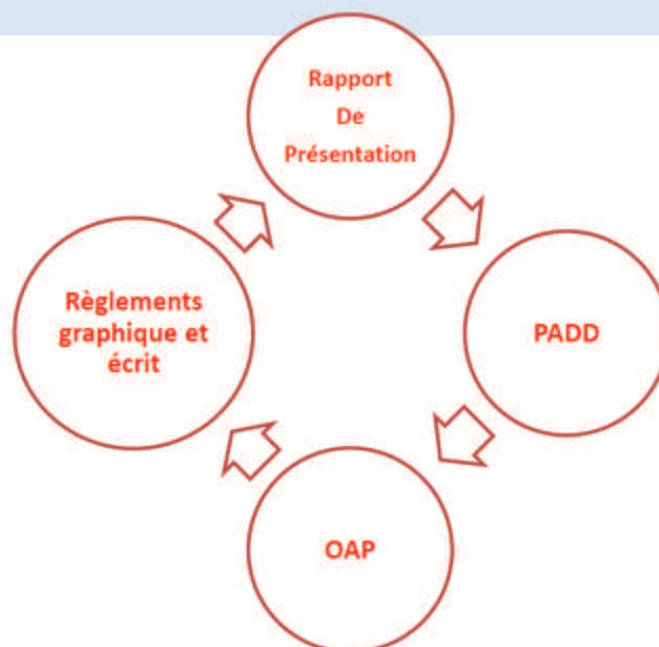 Rapport
De
Présentation
Règlements
graphique et
écrit
PADD
OAP